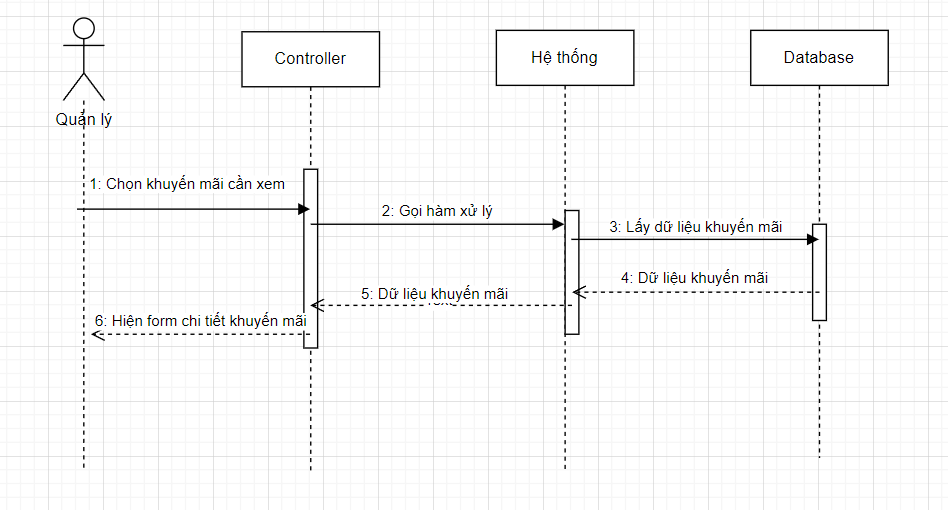 Controller
Hệ thống
Database
Quản lý
1: Chọn khuyến mãi cần xem
2: Gọi hàm xử lý
3: Lấy dữ liệu khuyến mãi
4: Dữ liệu khuyến mãi
5: Dữ liệu khuyến mãi
6: Hiện form chi tiết khuyến mãi